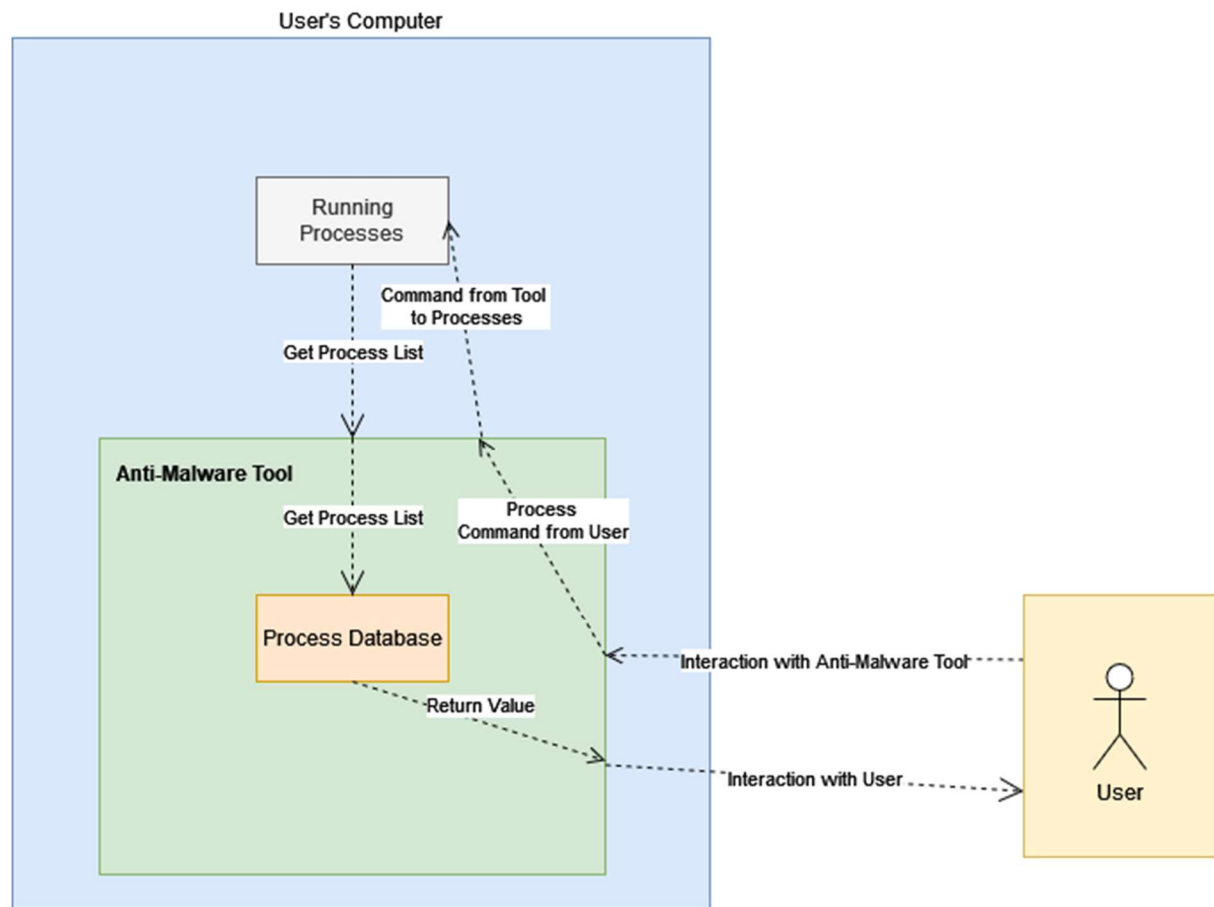 User's Computer
Running
Processes
Command from Tool
to Processes
Get Process List
Anti-Malware Tool
Get Process List
Process
Command from User
Process Database
Interaction with Anti-Malware Tool
Return Value
Interaction with User
User